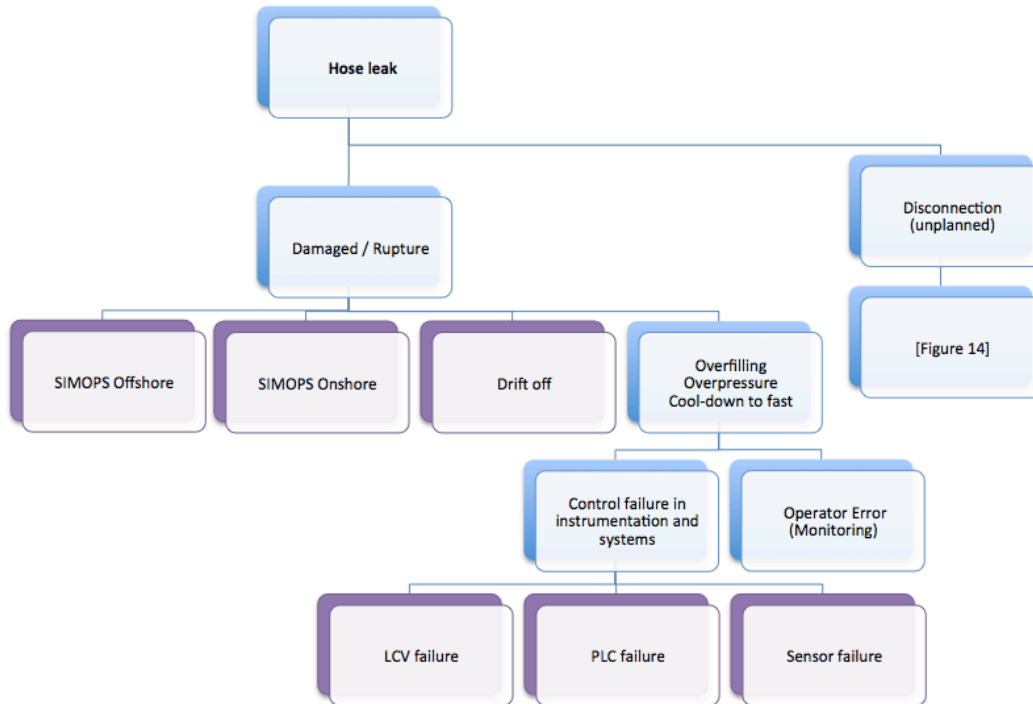 Hose leak
Disconnection
(unplanned)
Damaged / Rupture
[Figure 14]
SIMOPS Offshore
SIMOPS Onshore
Drift off
Overfilling
Overpressure
Cool-down to fast
Control failure in
instrumentation and
systems
Operator Error
(Monitoring)
LCV failure
PLC failure
Sensor failure